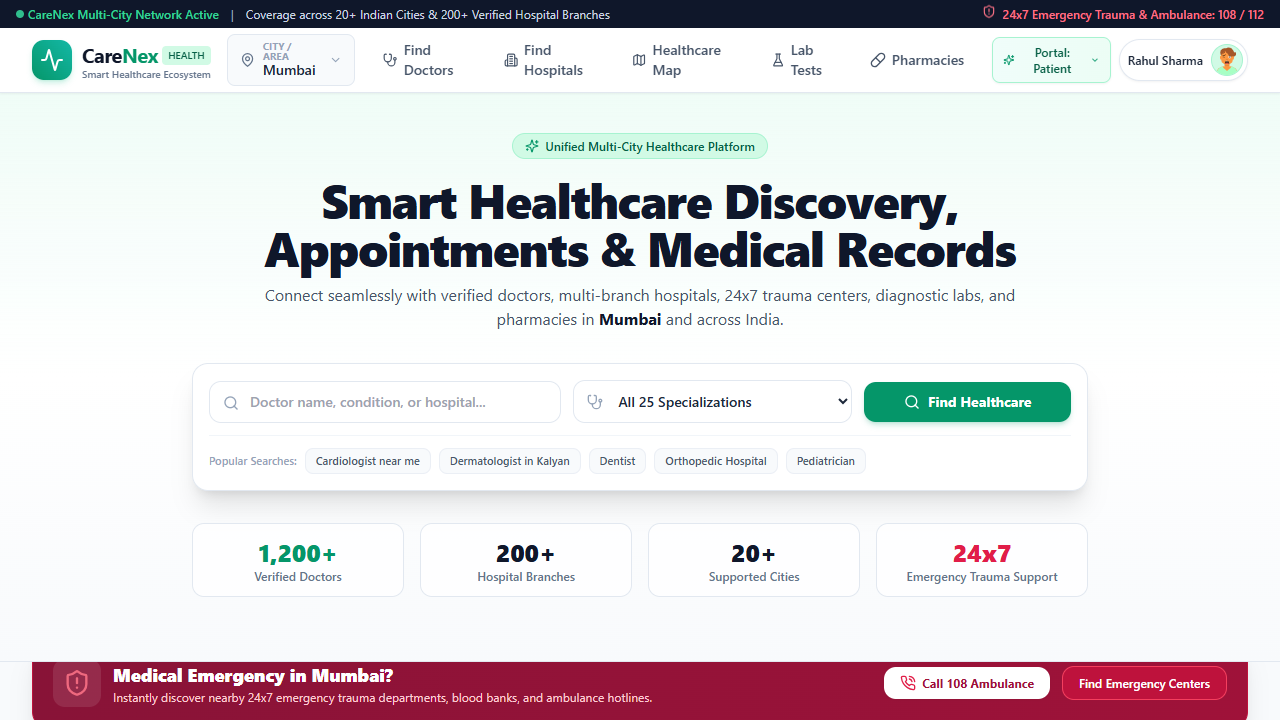 CareNex Multi-City Network Active | Coverage across 20+ Indian Cities & 200+ Verified Hospital Branches
24x7 Emergency Trauma & Ambulance: 108 / 112
CareNex HEALTH
Smart Healthcare Ecosystem
CITY / AREA
Mumbai
Find Doctors
Find Hospitals
Healthcare Map
Lab Tests
Pharmacies
Portal: Patient
Rahul Sharma
Unified Multi-City Healthcare Platform
Smart Healthcare Discovery,
Appointments & Medical Records
Connect seamlessly with verified doctors, multi-branch hospitals, 24x7 trauma centers, diagnostic labs, and
pharmacies in Mumbai and across India.
Doctor name, condition, or hospital...
All 25 Specializations
Find Healthcare
Popular Searches: Cardiologist near me Dermatologist in Kalyan Dentist Orthopedic Hospital Pediatrician
1,200+
Verified Doctors
200+
Hospital Branches
20+
Supported Cities
24x7
Emergency Trauma Support
Medical Emergency in Mumbai?
Instantly discover nearby 24x7 emergency trauma departments, blood banks, and ambulance hotlines.
Call 108 Ambulance
Find Emergency Centers